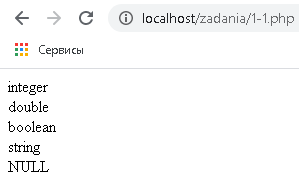 localhost/zadania/1-1.php
Сервисы
integer
double
boolean
string
NULL